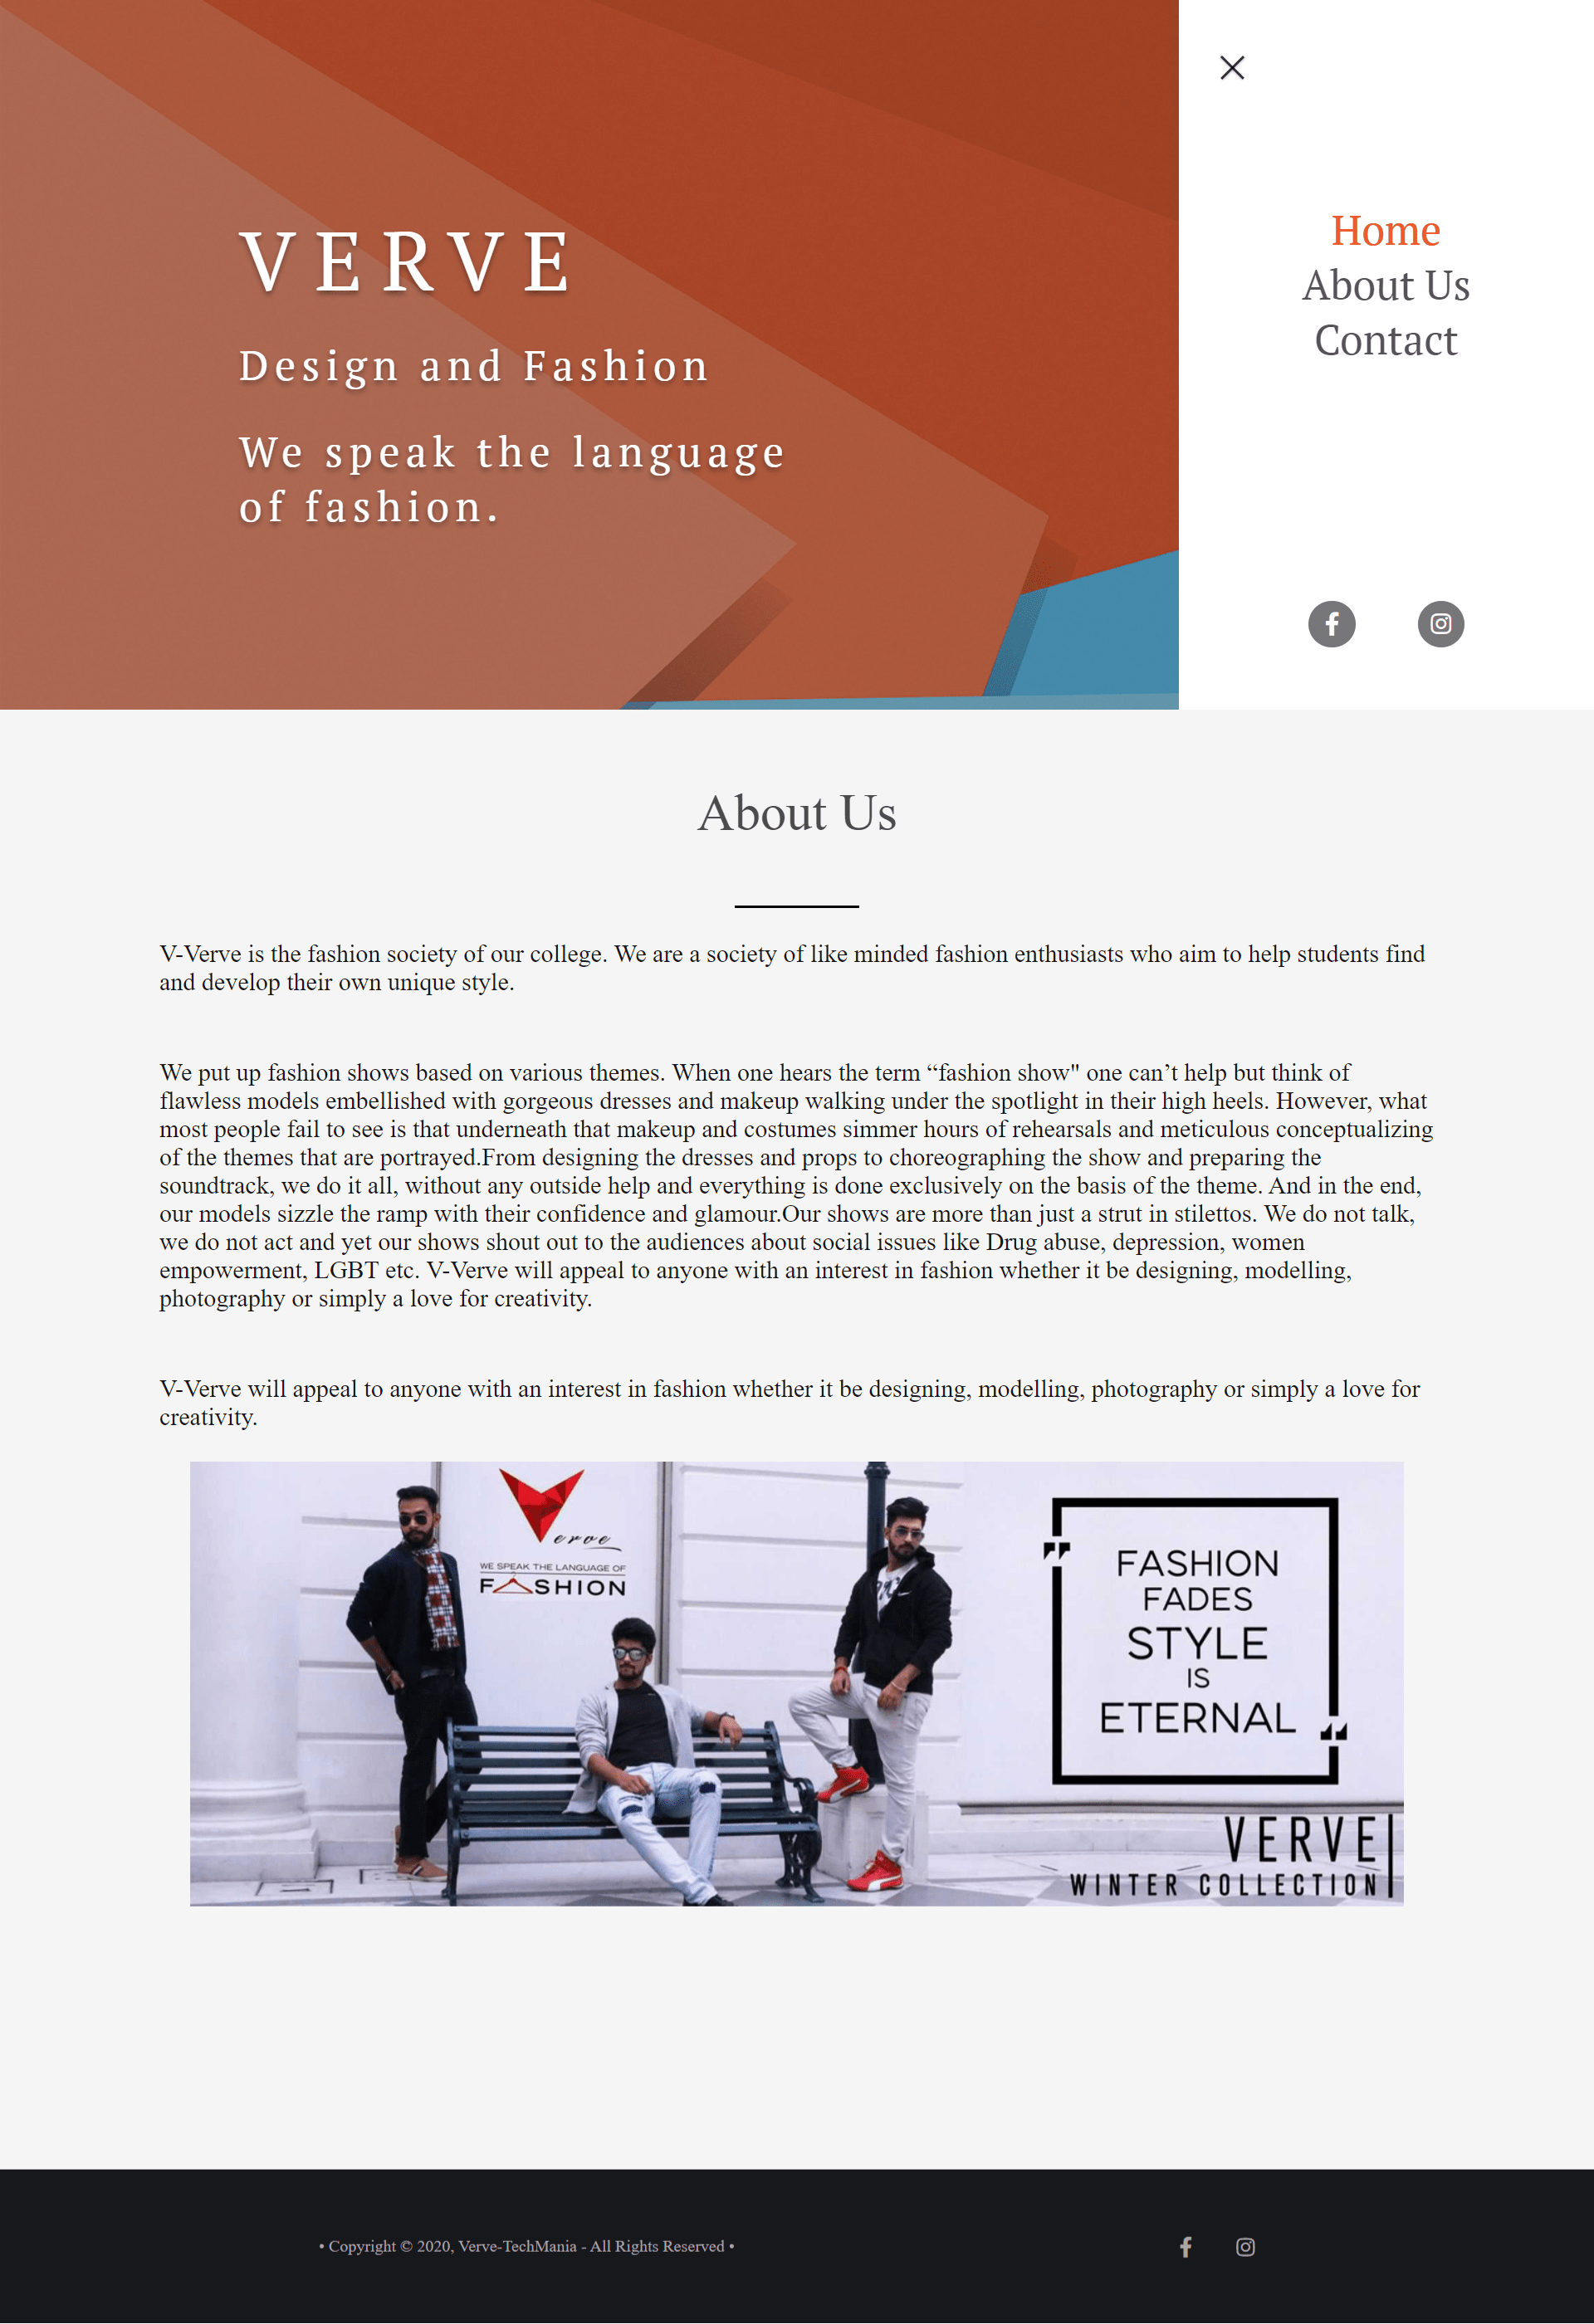 VERVE
Design and Fashion
We speak the language
of fashion.
Home
About Us
Contact
About Us
V-Verve is the fashion society of our college. We are a society of like minded fashion enthusiasts who aim to help students find
and develop their own unique style.
We put up fashion shows based on various themes. When one hears the term “fashion show" one can’t help but think of
flawless models embellished with gorgeous dresses and makeup walking under the spotlight in their high heels. However, what
most people fail to see is that underneath that makeup and costumes simmer hours of rehearsals and meticulous conceptualizing
of the themes that are portrayed.From designing the dresses and props to choreographing the show and preparing the
soundtrack, we do it all, without any outside help and everything is done exclusively on the basis of the theme. And in the end,
our models sizzle the ramp with their confidence and glamour.Our shows are more than just a strut in stilettos. We do not talk,
we do not act and yet our shows shout out to the audiences about social issues like Drug abuse, depression, women
empowerment, LGBT etc. V-Verve will appeal to anyone with an interest in fashion whether it be designing, modelling,
photography or simply a love for creativity.
V-Verve will appeal to anyone with an interest in fashion whether it be designing, modelling, photography or simply a love for
creativity.
Verve
WE SPEAK THE LANGUAGE OF
FASHION
"FASHION
FADES
STYLE
IS
ETERNAL"
VERVE
WINTER COLLECTION
• Copyright © 2020, Verve-TechMania - All Rights Reserved •